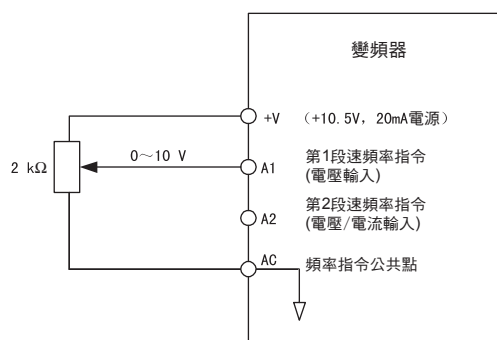 變頻器
+V （+10.5V，20mA電源）
0～10 V
2 kΩ
A1 第1段速頻率指令
(電壓輸入)
A2 第2段速頻率指令
(電壓/電流輸入)
AC 頻率指令公共點